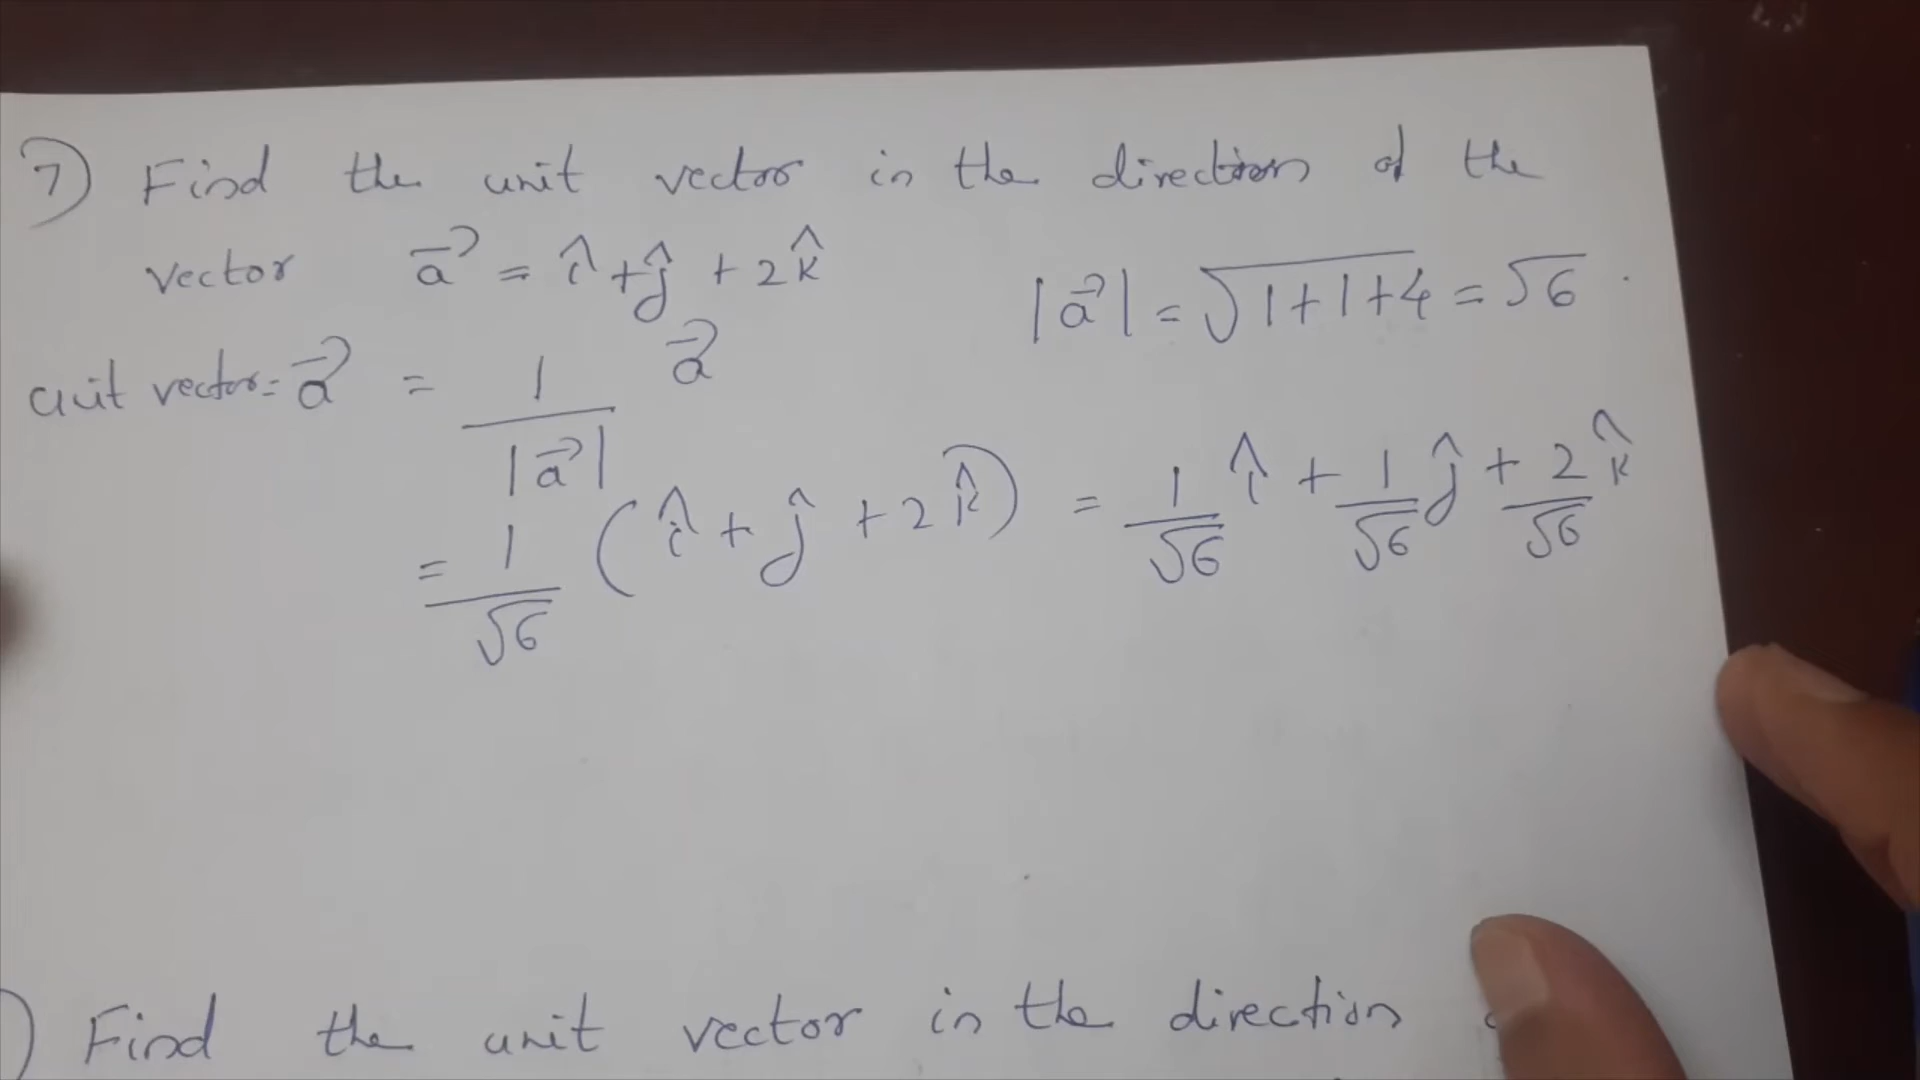 7) Find the unit vector in the direction of the
vector a⃗ = î + ĵ + 2k̂
|a⃗| = √1+1+4 = √6
unit vector = a⃗ = 1/|a⃗| a⃗
= 1/√6 (î + ĵ + 2k̂) = 1/√6 î + 1/√6 ĵ + 2/√6 k̂
) Find the unit vector in the direction